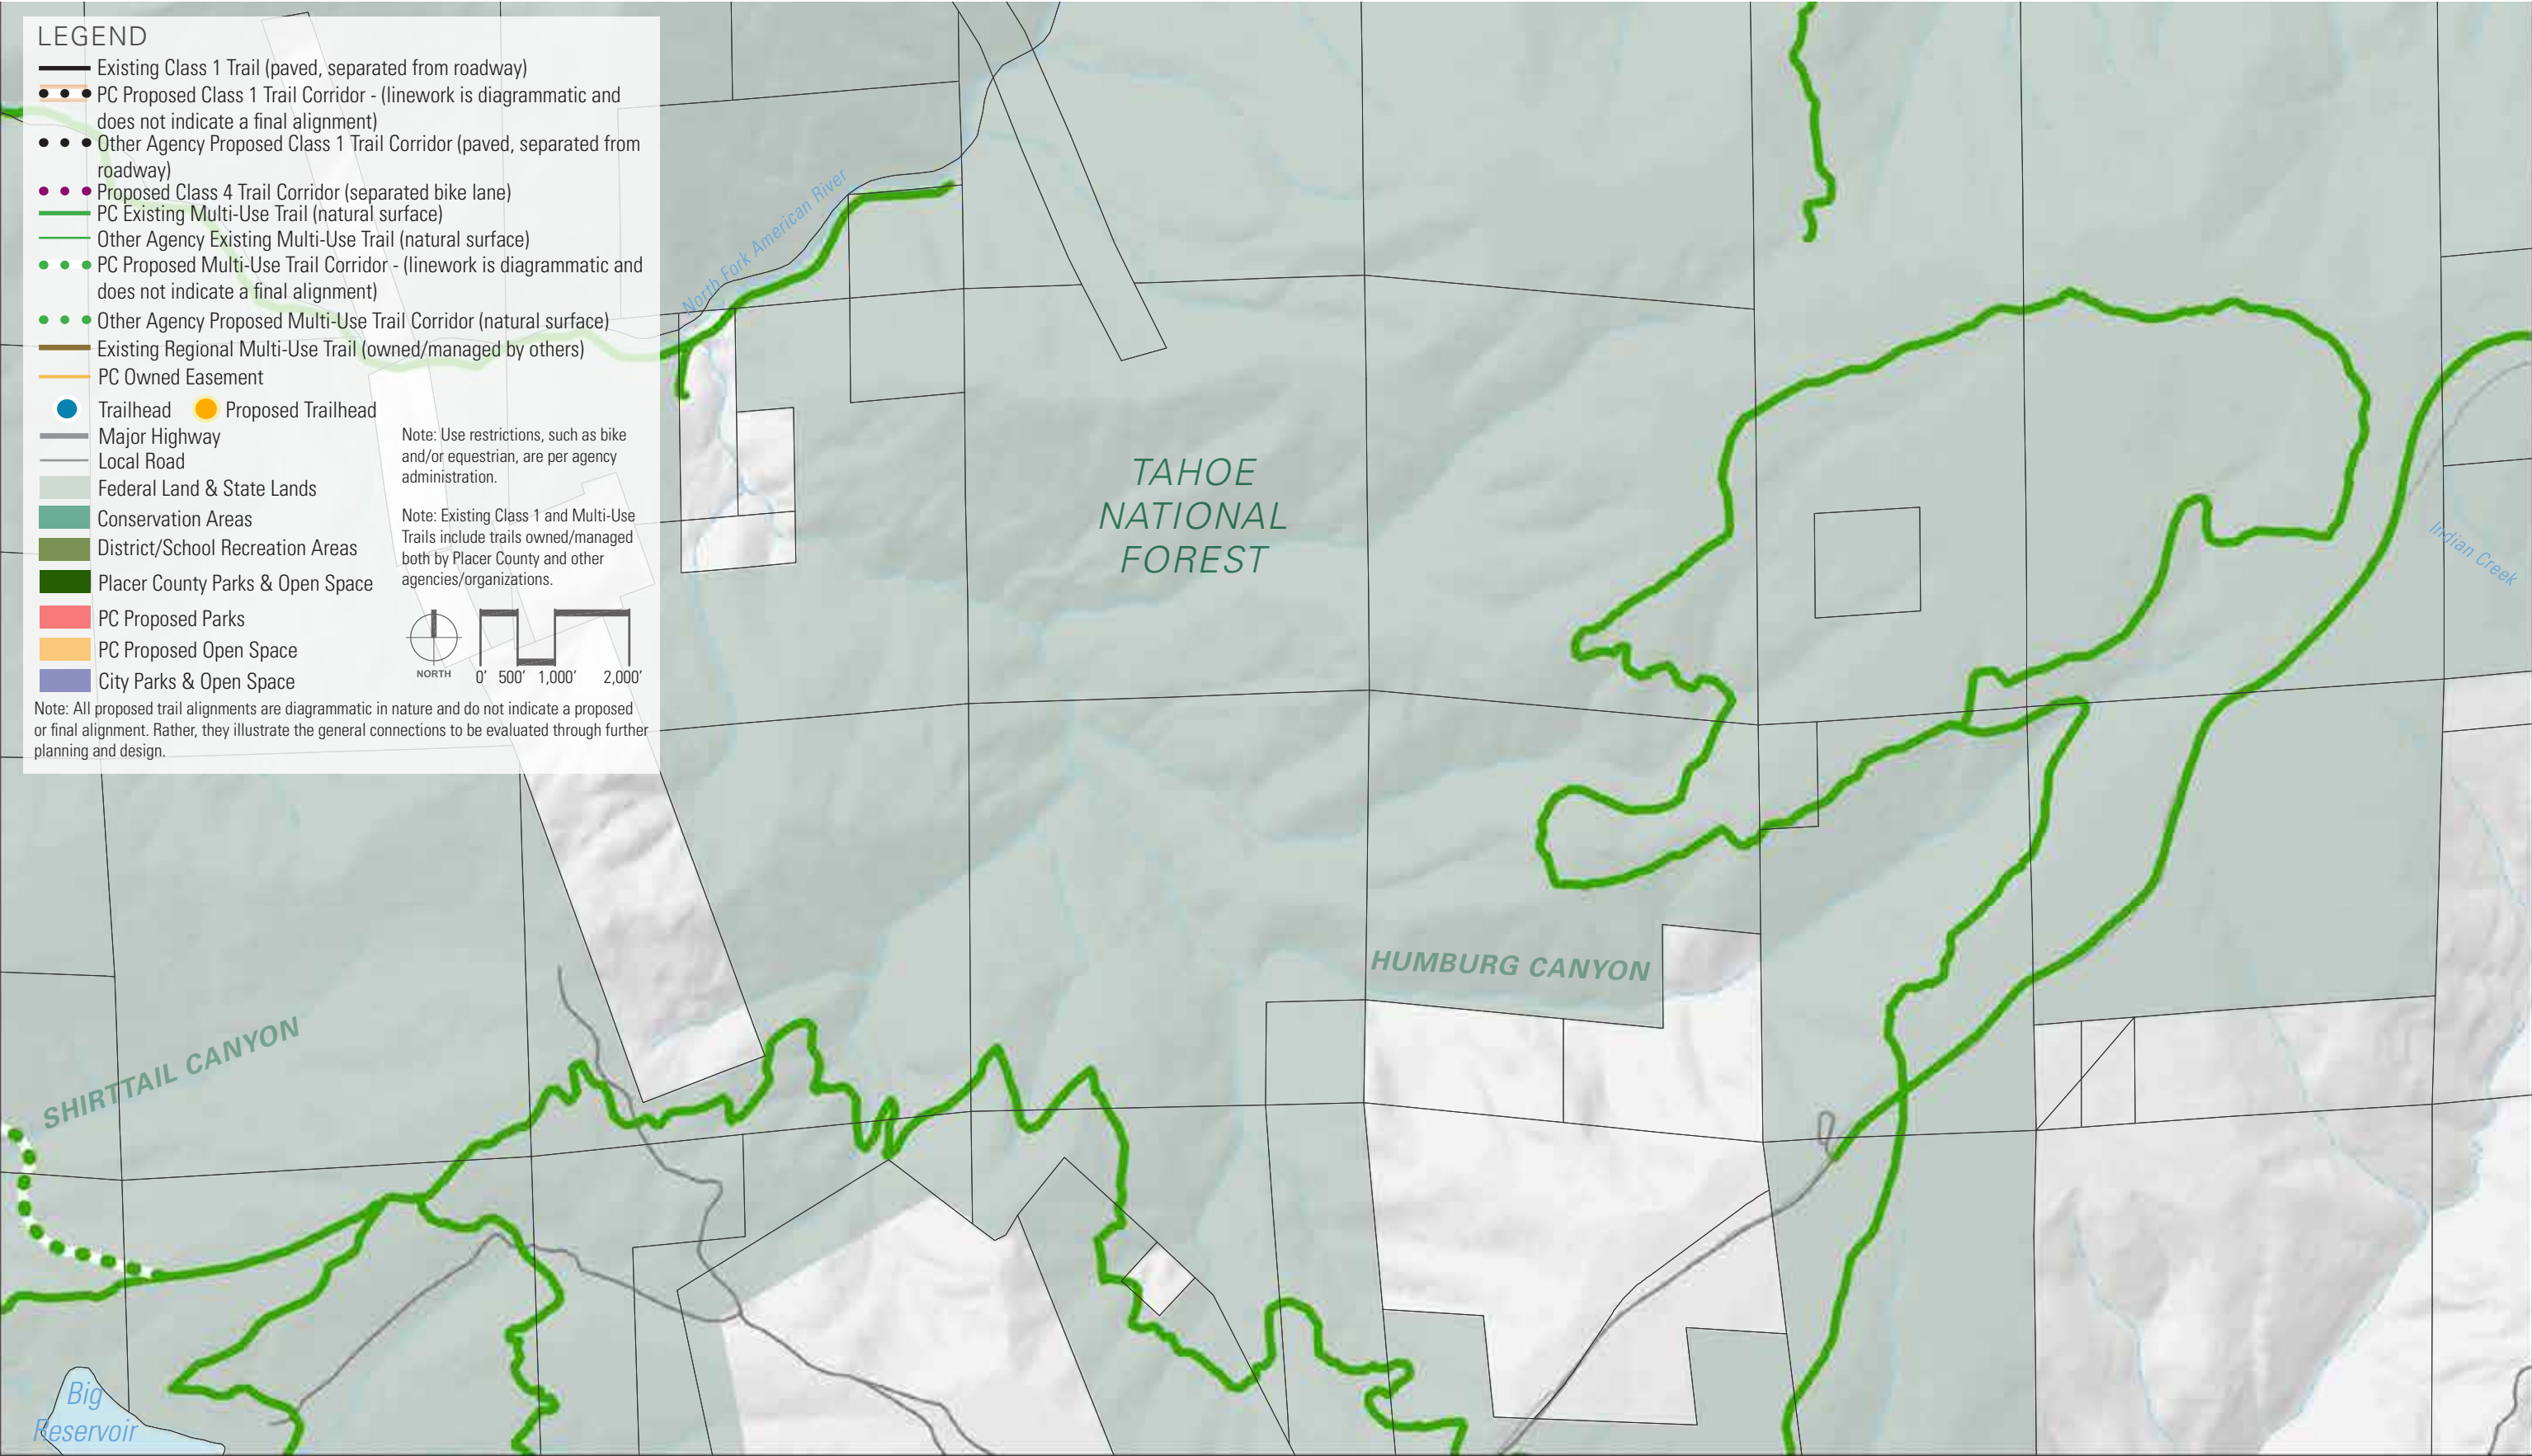 LEGEND
Existing Class 1 Trail (paved, separated from roadway)
PC Proposed Class 1 Trail Corridor - (linework is diagrammatic and
does not indicate a final alignment)
Other Agency Proposed Class 1 Trail Corridor (paved, separated from
roadway)
Proposed Class 4 Trail Corridor (separated bike lane)
PC Existing Multi-Use Trail (natural surface)
Other Agency Existing Multi-Use Trail (natural surface)
PC Proposed Multi-Use Trail Corridor - (linework is diagrammatic and
does not indicate a final alignment)
Other Agency Proposed Multi-Use Trail Corridor (natural surface)
Existing Regional Multi-Use Trail (owned/managed by others)
PC Owned Easement
Trailhead
Proposed Trailhead
Major Highway
Local Road
Federal Land & State Lands
Conservation Areas
District/School Recreation Areas
Placer County Parks & Open Space
PC Proposed Parks
PC Proposed Open Space
City Parks & Open Space
Note: Use restrictions, such as bike
and/or equestrian, are per agency
administration.
Note: Existing Class 1 and Multi-Use
Trails include trails owned/managed
both by Placer County and other
agencies/organizations.
NORTH
0' 500' 1,000' 2,000'
Note: All proposed trail alignments are diagrammatic in nature and do not indicate a proposed
or final alignment. Rather, they illustrate the general connections to be evaluated through further
planning and design.
North Fork American River
TAHOE
NATIONAL
FOREST
Indian Creek
HUMBURG CANYON
SHIRTTAIL CANYON
Big
Reservoir